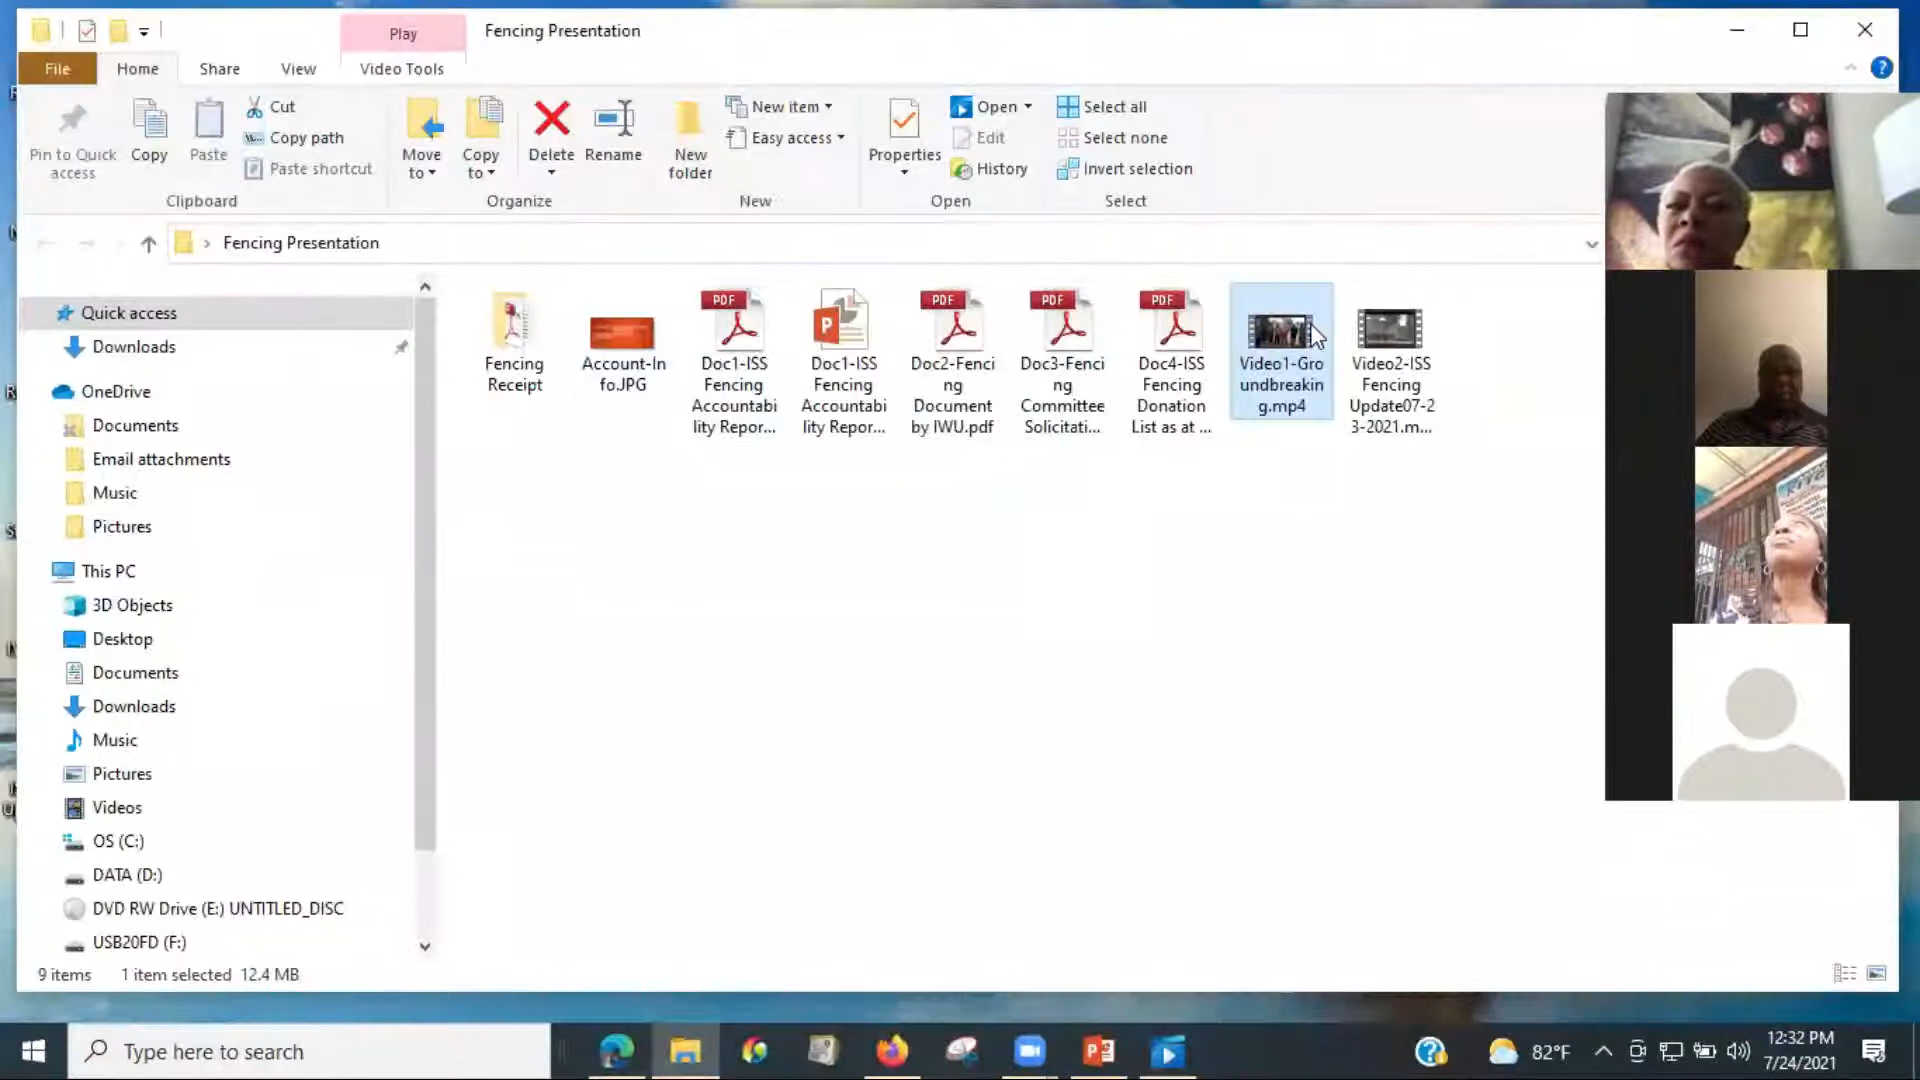 Play
Fencing Presentation
File
Home
Share
View
Video Tools
Pin to Quick
access
Copy
Paste
Cut
Copy path
Paste shortcut
Clipboard
Move
to
Copy
to
Delete
Rename
Organize
New
folder
New item
Easy access
New
Properties
Open
Edit
History
Open
Select all
Select none
Invert selection
Select
Fencing Presentation
Quick access
Downloads
OneDrive
Documents
Email attachments
Music
Pictures
This PC
3D Objects
Desktop
Documents
Downloads
Music
Pictures
Videos
OS (C:)
DATA (D:)
DVD RW Drive (E:) UNTITLED_DISC
USB20FD (F:)
Fencing
Receipt
Account-In
fo.JPG
PDF
Doc1-ISS
Fencing
Accountabi
lity Repor...
P
Doc1-ISS
Fencing
Accountabi
lity Repor...
PDF
Doc2-Fenci
ng
Document
by IWU.pdf
PDF
Doc3-Fenci
ng
Committee
Solicitati...
PDF
Doc4-ISS
Fencing
Donation
List as at ...
Video1-Gro
undbreakin
g.mp4
Video2-ISS
Fencing
Update07-2
3-2021.m...
9 items
1 item selected
12.4 MB
Type here to search
82°F
12:32 PM
7/24/2021